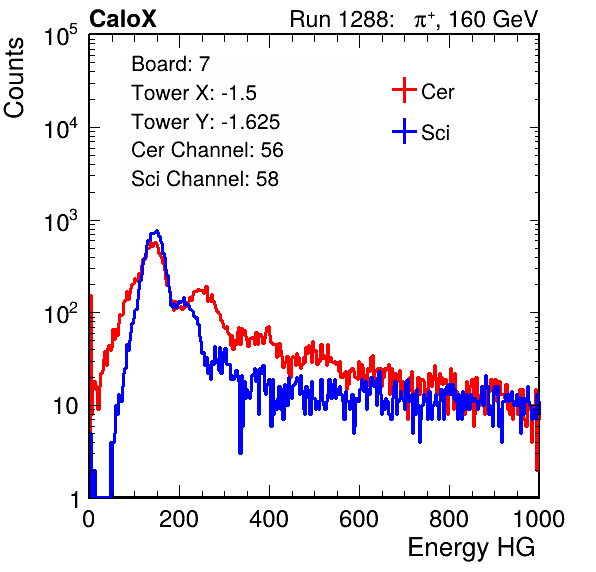 CaloX
Run 1288: π⁺, 160 GeV
Counts
10⁵
10⁴
10³
10²
10
1
Board: 7
Tower X: -1.5
Tower Y: -1.625
Cer Channel: 56
Sci Channel: 58
Cer
Sci
0 200 400 600 800 1000
Energy HG